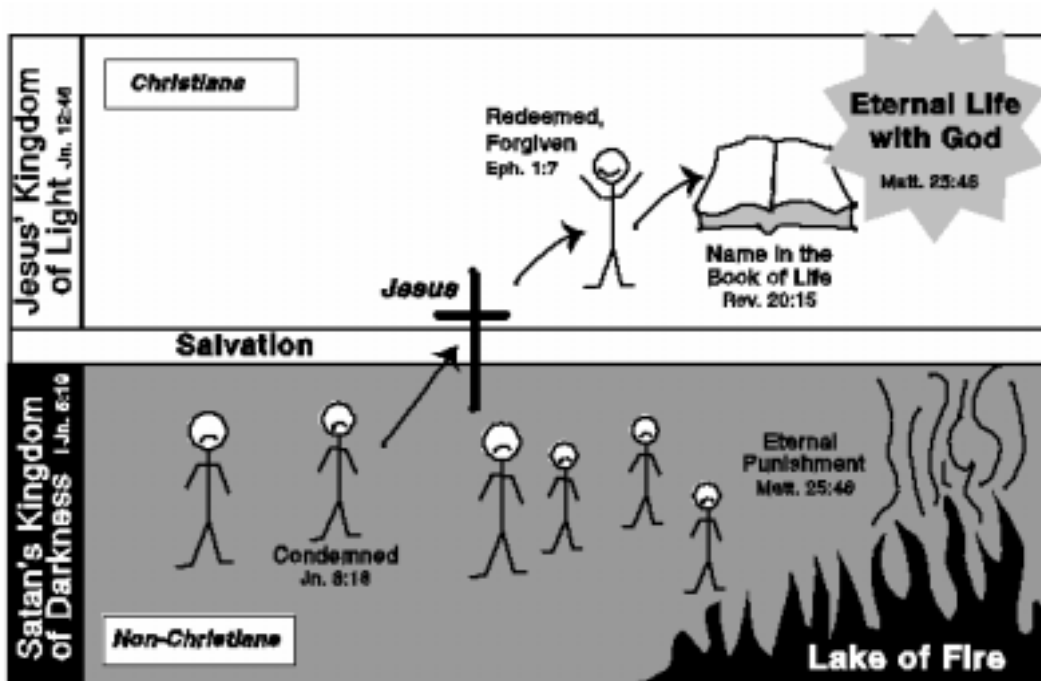 Christians
Jesus' Kingdom
of Light Jn. 12:46
Redeemed,
Forgiven
Eph. 1:7
Eternal Life
with God
Matt. 25:46
Name in the
Book of Life
Rev. 20:15
Jesus
Salvation
Satan's Kingdom
of Darkness I Jn. 5:19
Condemned
Jn. 3:18
Eternal
Punishment
Matt. 25:46
Non-Christians
Lake of Fire